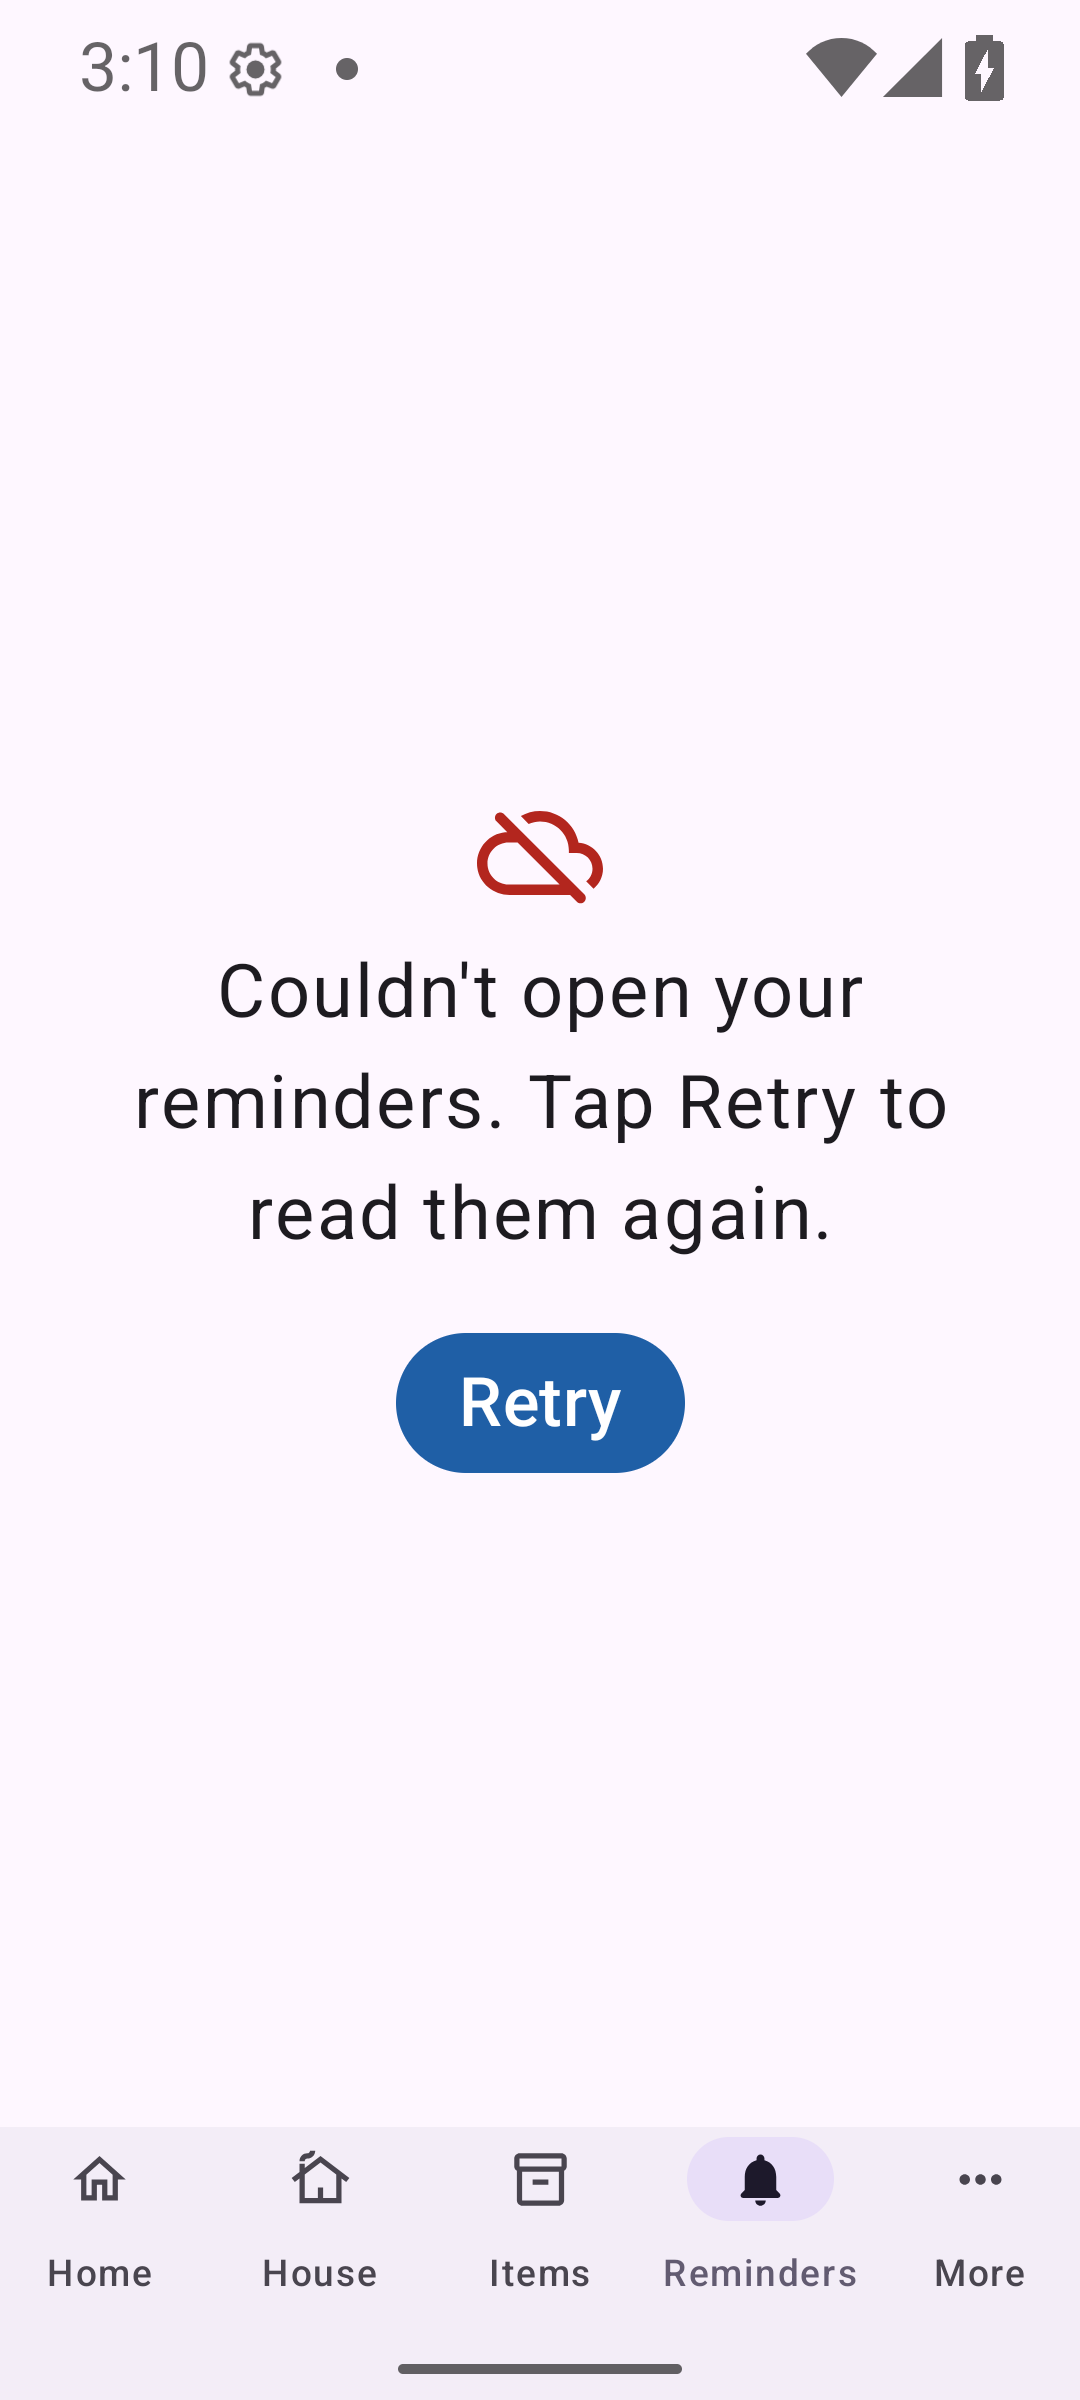 3:10
Couldn't open your
reminders. Tap Retry to
read them again.
Retry
Home House Items Reminders More